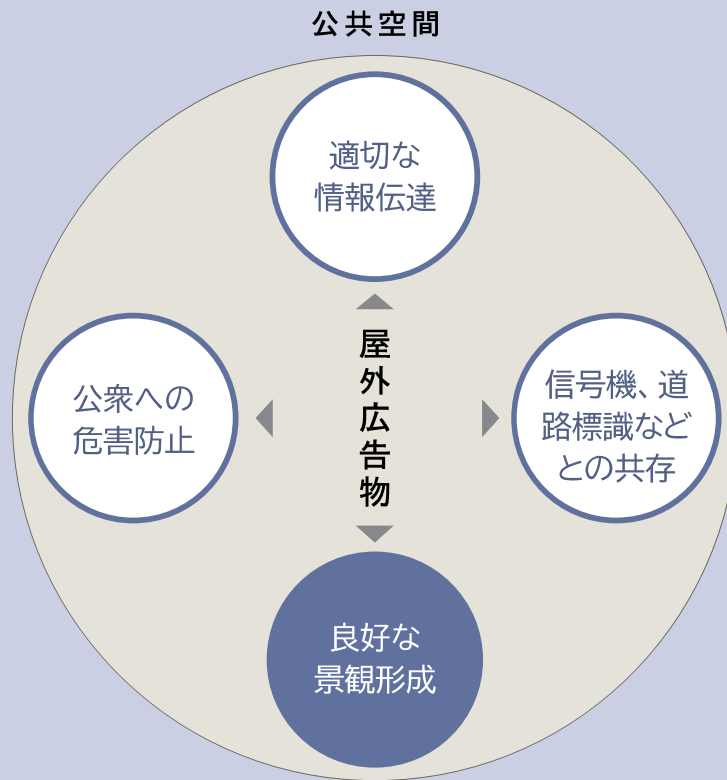 公共空間
適切な
情報伝達
屋外広告物
公衆への
危害防止
信号機、道
路標識など
との共存
良好な
景観形成